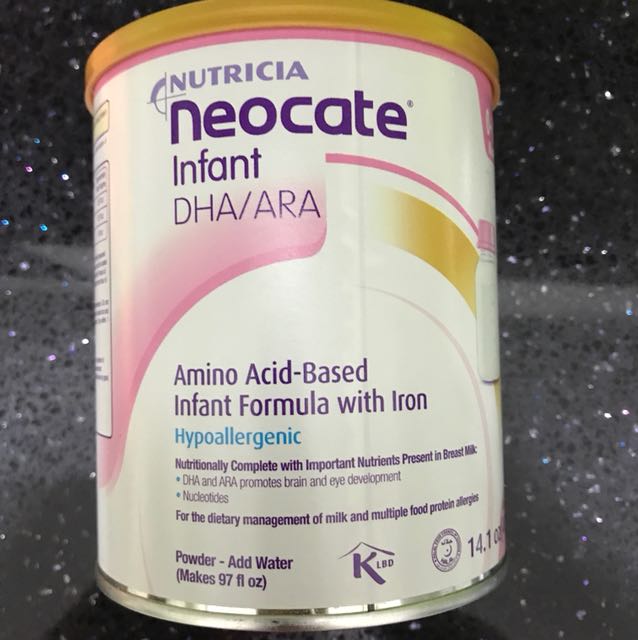 NUTRICIA
neocate®
Infant
DHA/ARA
Amino Acid-Based
Infant Formula with Iron
Hypoallergenic
Nutritionally Complete with Important Nutrients Present in Breast Milk:
• DHA and ARA promotes brain and eye development
• Nucleotides
For the dietary management of milk and multiple food protein allergies
Powder - Add Water
(Makes 97 fl oz)
K LBD
14.1 oz